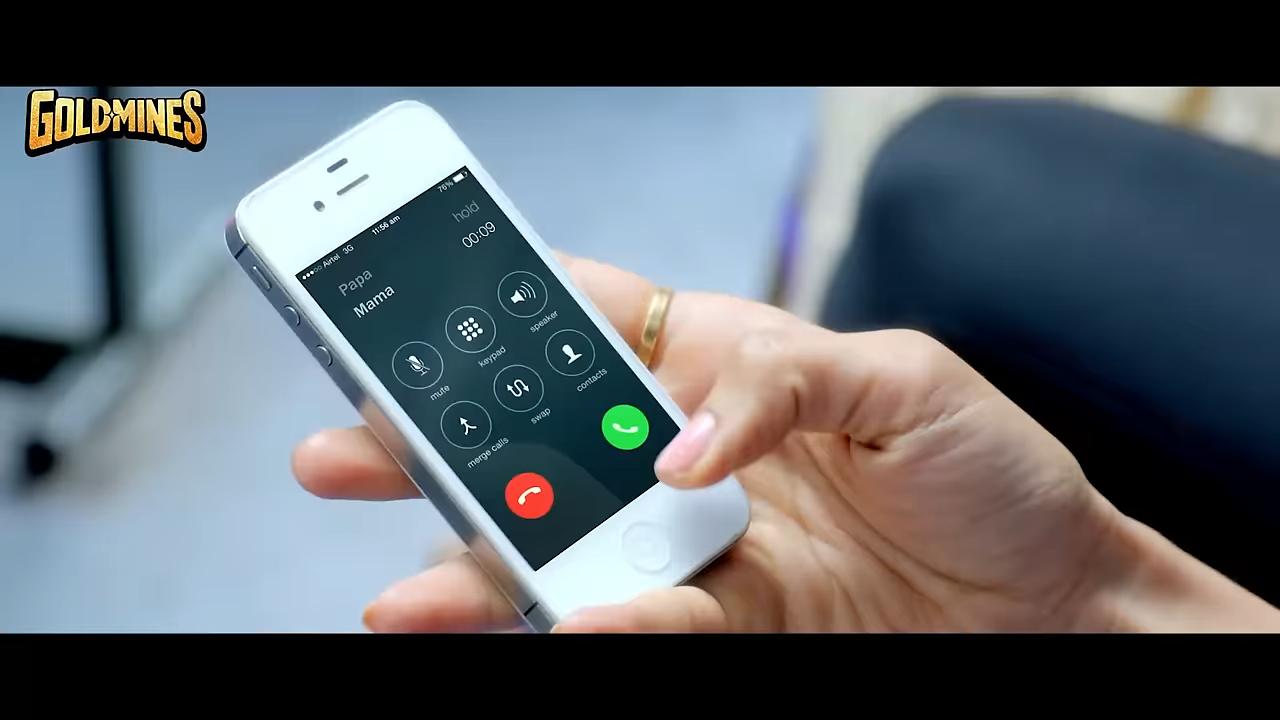 GOLDMINES
Airtel 3G 11:56 am 76%
Papa hold
Mama 00:09
mute keypad speaker
merge calls swap contacts